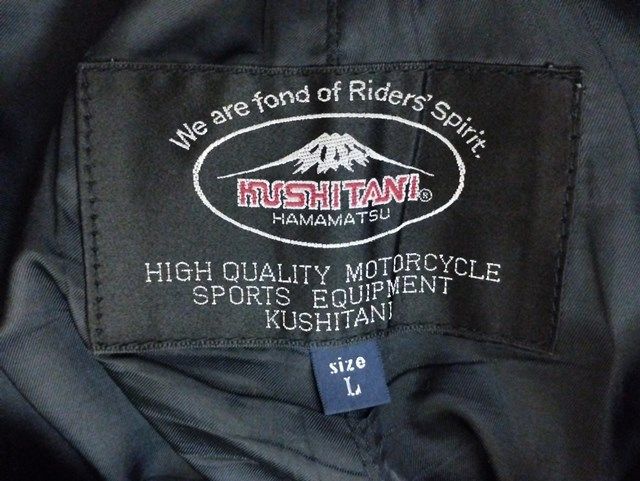 We are fond of Riders' Spirit.
KUSHITANI®
HAMAMATSU
HIGH QUALITY MOTORCYCLE
SPORTS EQUIPMENT
KUSHITANI
size
L